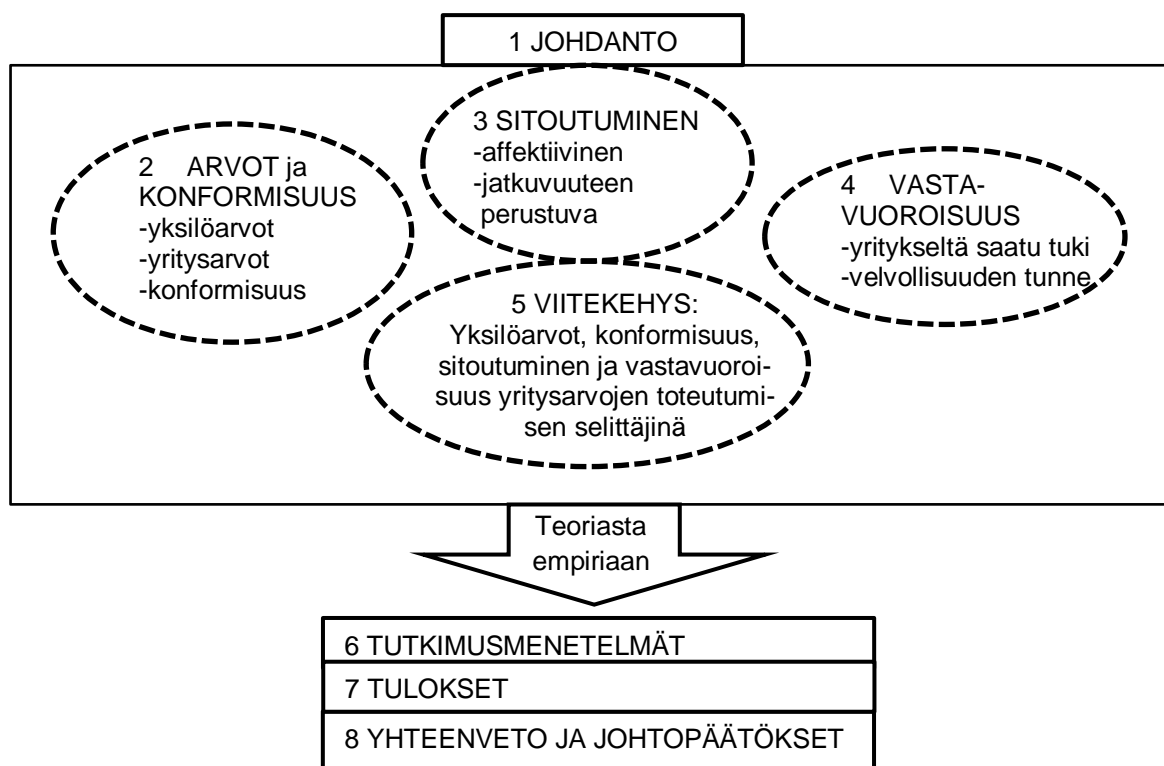 1 JOHDANTO
2 ARVOT ja
KONFORMISUUS
-yksilöarvot
-yritysarvot
-konformisuus
3 SITOUTUMINEN
-affektiivinen
-jatkuvuuteen
perustuva
4 VASTA-
VUOROISUUS
-yritykseltä saatu tuki
-velvollisuuden tunne
5 VIITEKEHYS:
Yksilöarvot, konformisuus,
sitoutuminen ja vastavuoroi-
suus yritysarvojen toteutumi-
sen selittäjinä
Teoriasta
empiriaan
6 TUTKIMUSMENETELMÄT
7 TULOKSET
8 YHTEENVETO JA JOHTOPÄÄTÖKSET